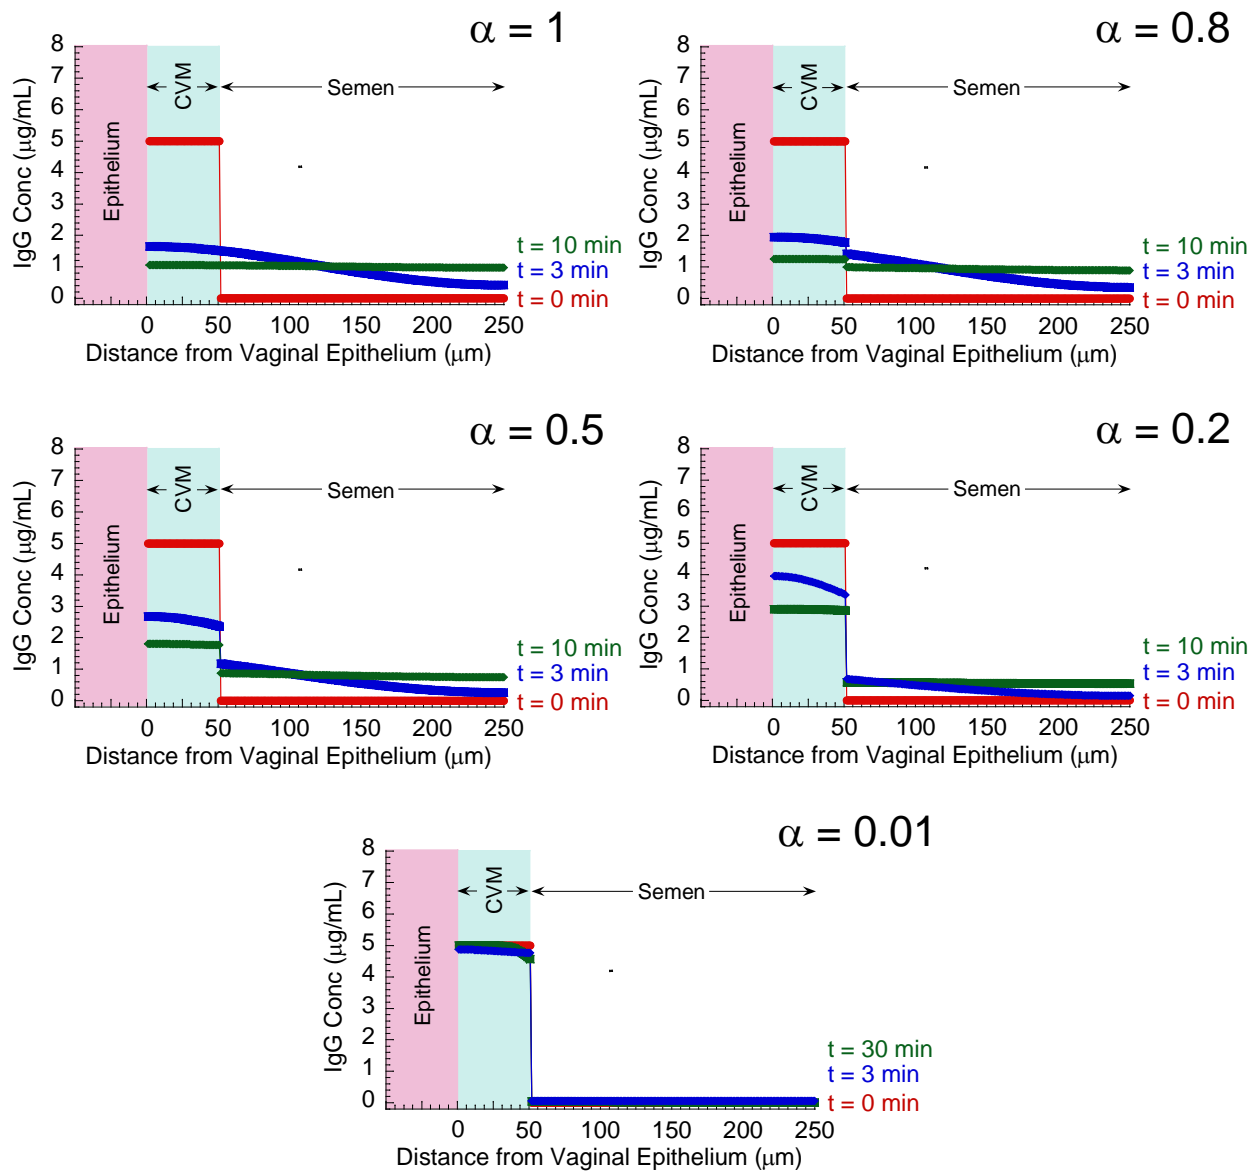 α = 1
IgG Conc (μg/mL)
8
7
6
5
4
3
2
1
0
Epithelium
CVM
Semen
t = 10 min
t = 3 min
t = 0 min
0 50 100 150 200 250
Distance from Vaginal Epithelium (μm)
α = 0.8
IgG Conc (μg/mL)
8
7
6
5
4
3
2
1
0
Epithelium
CVM
Semen
t = 10 min
t = 3 min
t = 0 min
0 50 100 150 200 250
Distance from Vaginal Epithelium (μm)
α = 0.5
IgG Conc (μg/mL)
8
7
6
5
4
3
2
1
0
Epithelium
CVM
Semen
t = 10 min
t = 3 min
t = 0 min
0 50 100 150 200 250
Distance from Vaginal Epithelium (μm)
α = 0.2
IgG Conc (μg/mL)
8
7
6
5
4
3
2
1
0
Epithelium
CVM
Semen
t = 10 min
t = 3 min
t = 0 min
0 50 100 150 200 250
Distance from Vaginal Epithelium (μm)
α = 0.01
IgG Conc (μg/mL)
8
7
6
5
4
3
2
1
0
Epithelium
CVM
Semen
t = 30 min
t = 3 min
t = 0 min
0 50 100 150 200 250
Distance from Vaginal Epithelium (μm)